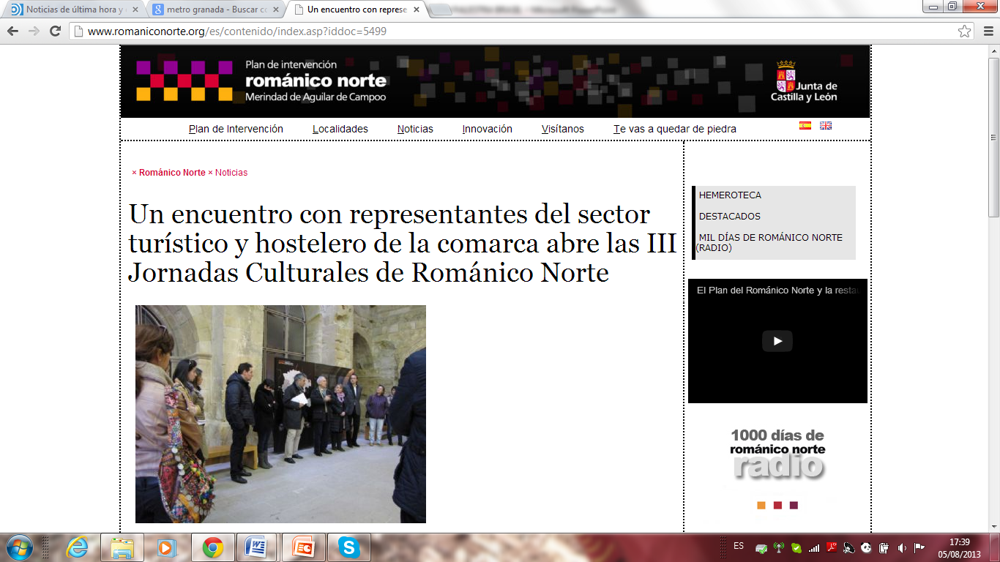 Noticias de última hora y
metro granada - Buscar co
Un encuentro con represe
www.romaniconorte.org/es/contenido/index.asp?iddoc=5499
Plan de intervención
románico norte
Merindad de Aguilar de Campoo
Junta de
Castilla y León
Plan de Intervención Localidades Noticias Innovación Visítanos Te vas a quedar de piedra
× Románico Norte × Noticias
Un encuentro con representantes del sector
turístico y hostelero de la comarca abre las III
Jornadas Culturales de Románico Norte
HEMEROTECA
DESTACADOS
MIL DÍAS DE ROMÁNICO NORTE
(RADIO)
El Plan del Románico Norte y la resta
1000 días de
románico norte
radio
ES
17:39
05/08/2013